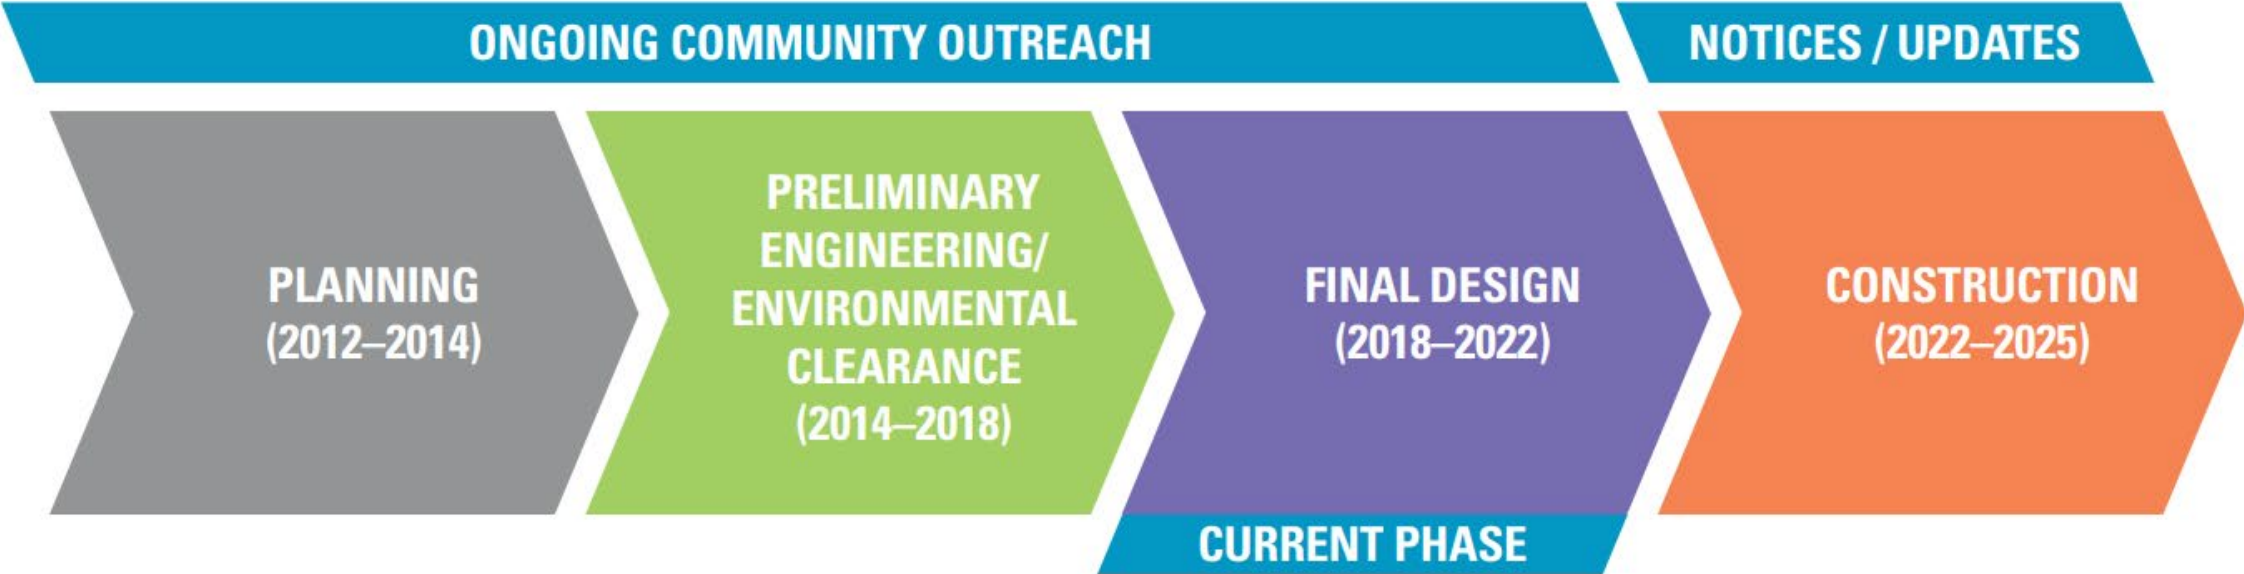 ONGOING COMMUNITY OUTREACH
NOTICES / UPDATES
PLANNING
(2012–2014)
PRELIMINARY
ENGINEERING/
ENVIRONMENTAL
CLEARANCE
(2014–2018)
FINAL DESIGN
(2018–2022)
CONSTRUCTION
(2022–2025)
CURRENT PHASE